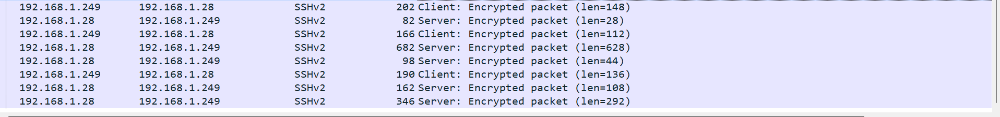 192.168.1.249 192.168.1.28 SSHv2 202 Client: Encrypted packet (len=148)
192.168.1.28 192.168.1.249 SSHv2 82 Server: Encrypted packet (len=28)
192.168.1.249 192.168.1.28 SSHv2 166 Client: Encrypted packet (len=112)
192.168.1.28 192.168.1.249 SSHv2 682 Server: Encrypted packet (len=628)
192.168.1.28 192.168.1.249 SSHv2 98 Server: Encrypted packet (len=44)
192.168.1.249 192.168.1.28 SSHv2 190 Client: Encrypted packet (len=136)
192.168.1.28 192.168.1.249 SSHv2 162 Server: Encrypted packet (len=108)
192.168.1.28 192.168.1.249 SSHv2 346 Server: Encrypted packet (len=292)